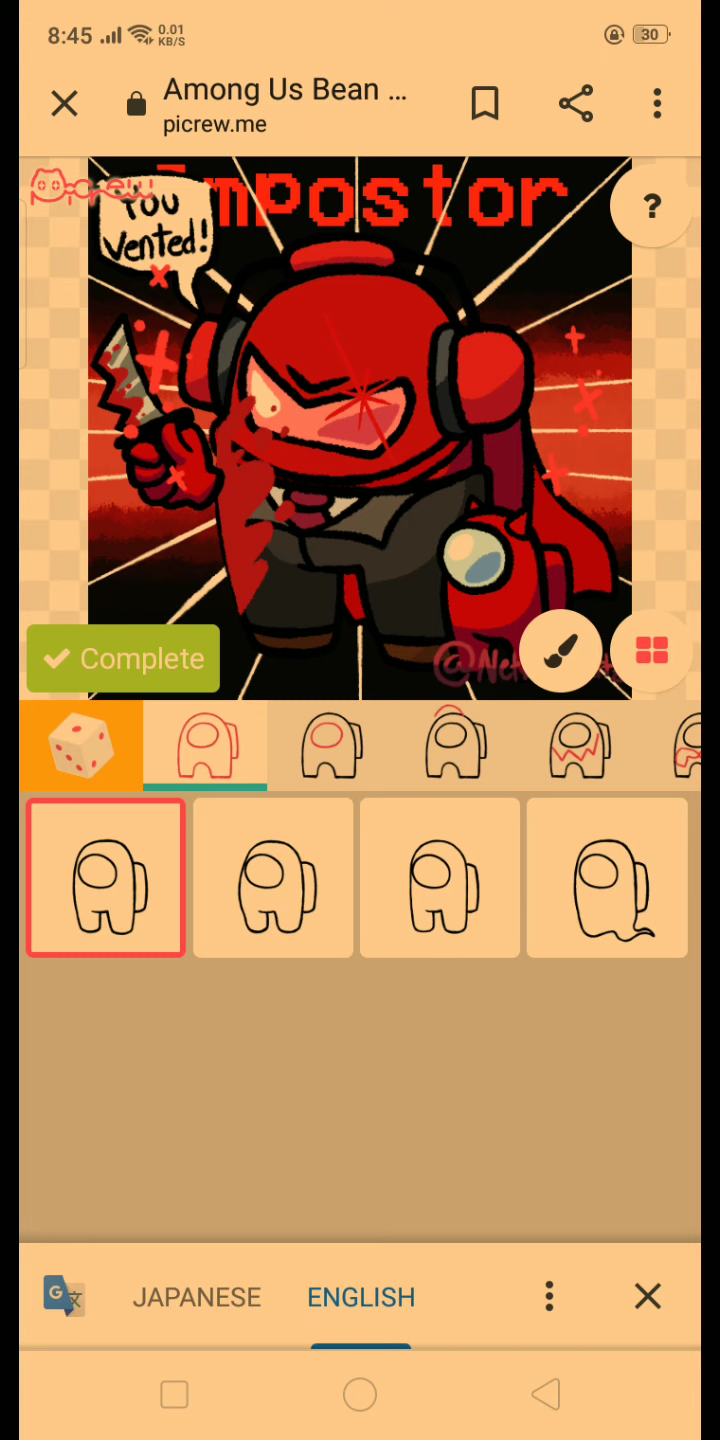 8:45
0.01
KB/S
30
Among Us Bean ...
picrew.me
?
impostor
You
vented!
Complete
JAPANESE
ENGLISH